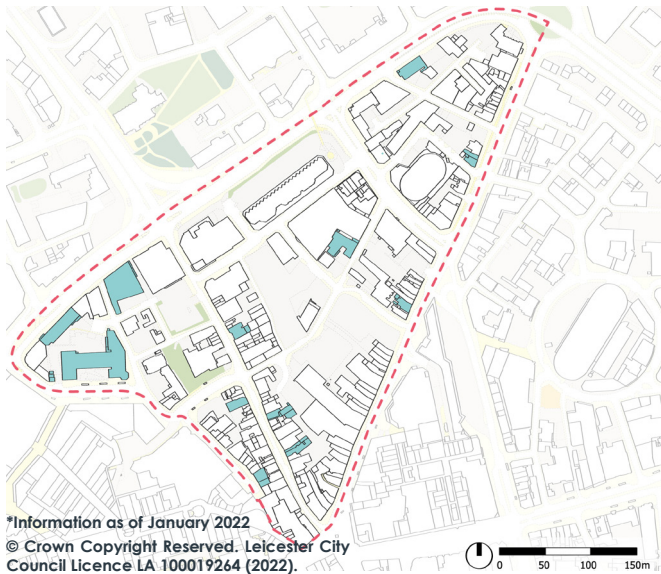 *Information as of January 2022
© Crown Copyright Reserved. Leicester City
Council Licence LA 100019264 (2022).
0 50 100 150m